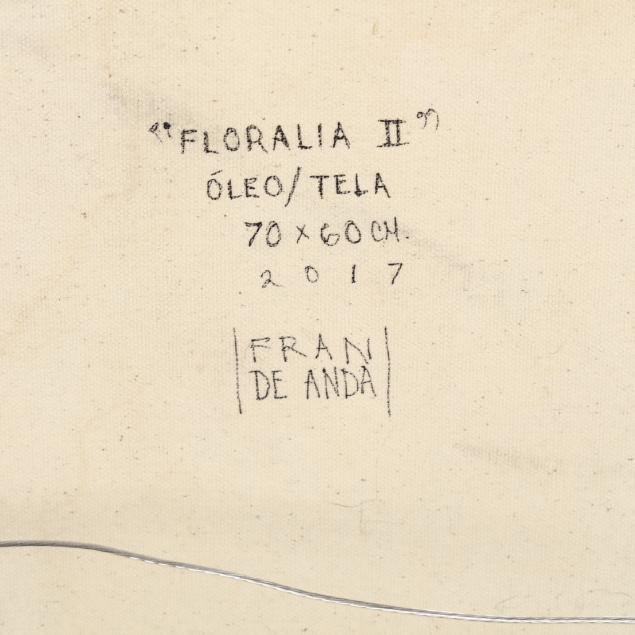 "FLORALIA II"
ÓLEO/TELA
70 x 60 CM.
2017
FRAN
DE ANDA